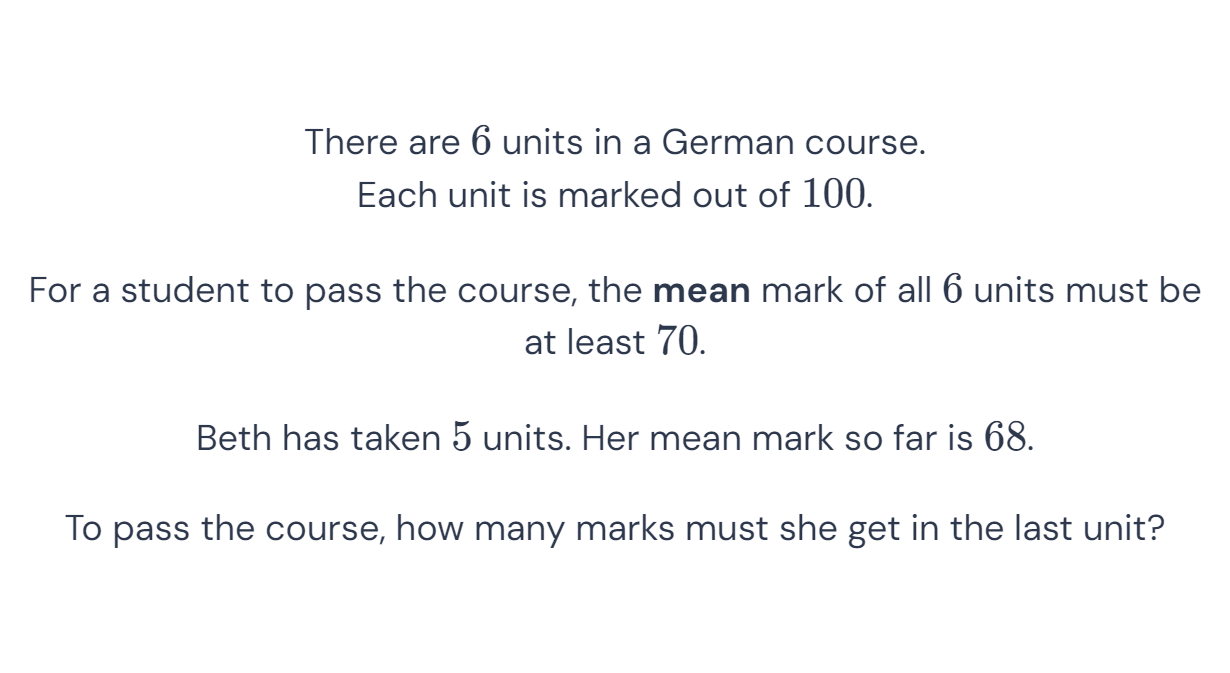 There are 6 units in a German course.
Each unit is marked out of 100.
For a student to pass the course, the mean mark of all 6 units must be
at least 70.
Beth has taken 5 units. Her mean mark so far is 68.
To pass the course, how many marks must she get in the last unit?